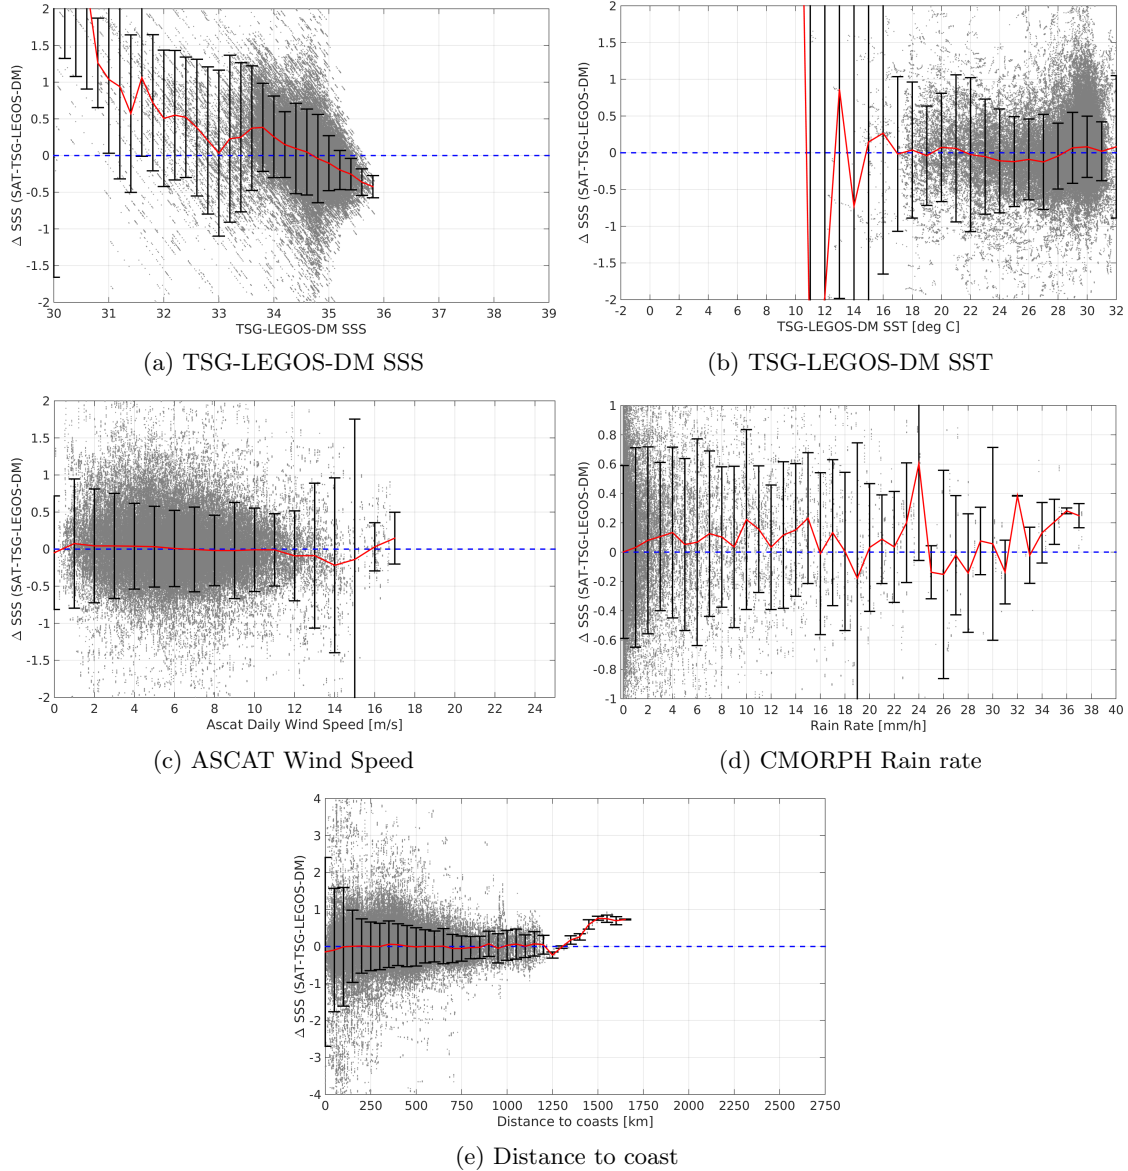 2
1.5
1
0.5
0
-0.5
-1
-1.5
-2
Δ SSS (SAT-TSG-LEGOS-DM)
30 31 32 33 34 35 36 37 38 39
TSG-LEGOS-DM SSS
(a) TSG-LEGOS-DM SSS
2
1.5
1
0.5
0
-0.5
-1
-1.5
-2
Δ SSS (SAT-TSG-LEGOS-DM)
-2 0 2 4 6 8 10 12 14 16 18 20 22 24 26 28 30 32
TSG-LEGOS-DM SST [deg C]
(b) TSG-LEGOS-DM SST
2
1.5
1
0.5
0
-0.5
-1
-1.5
-2
Δ SSS (SAT-TSG-LEGOS-DM)
0 2 4 6 8 10 12 14 16 18 20 22 24
Ascat Daily Wind Speed [m/s]
(c) ASCAT Wind Speed
1
0.8
0.6
0.4
0.2
0
-0.2
-0.4
-0.6
-0.8
-1
Δ SSS (SAT-TSG-LEGOS-DM)
0 2 4 6 8 10 12 14 16 18 20 22 24 26 28 30 32 34 36 38 40
Rain Rate [mm/h]
(d) CMORPH Rain rate
4
3
2
1
0
-1
-2
-3
-4
Δ SSS (SAT-TSG-LEGOS-DM)
0 250 500 750 1000 1250 1500 1750 2000 2250 2500 2750
Distance to coasts [km]
(e) Distance to coast